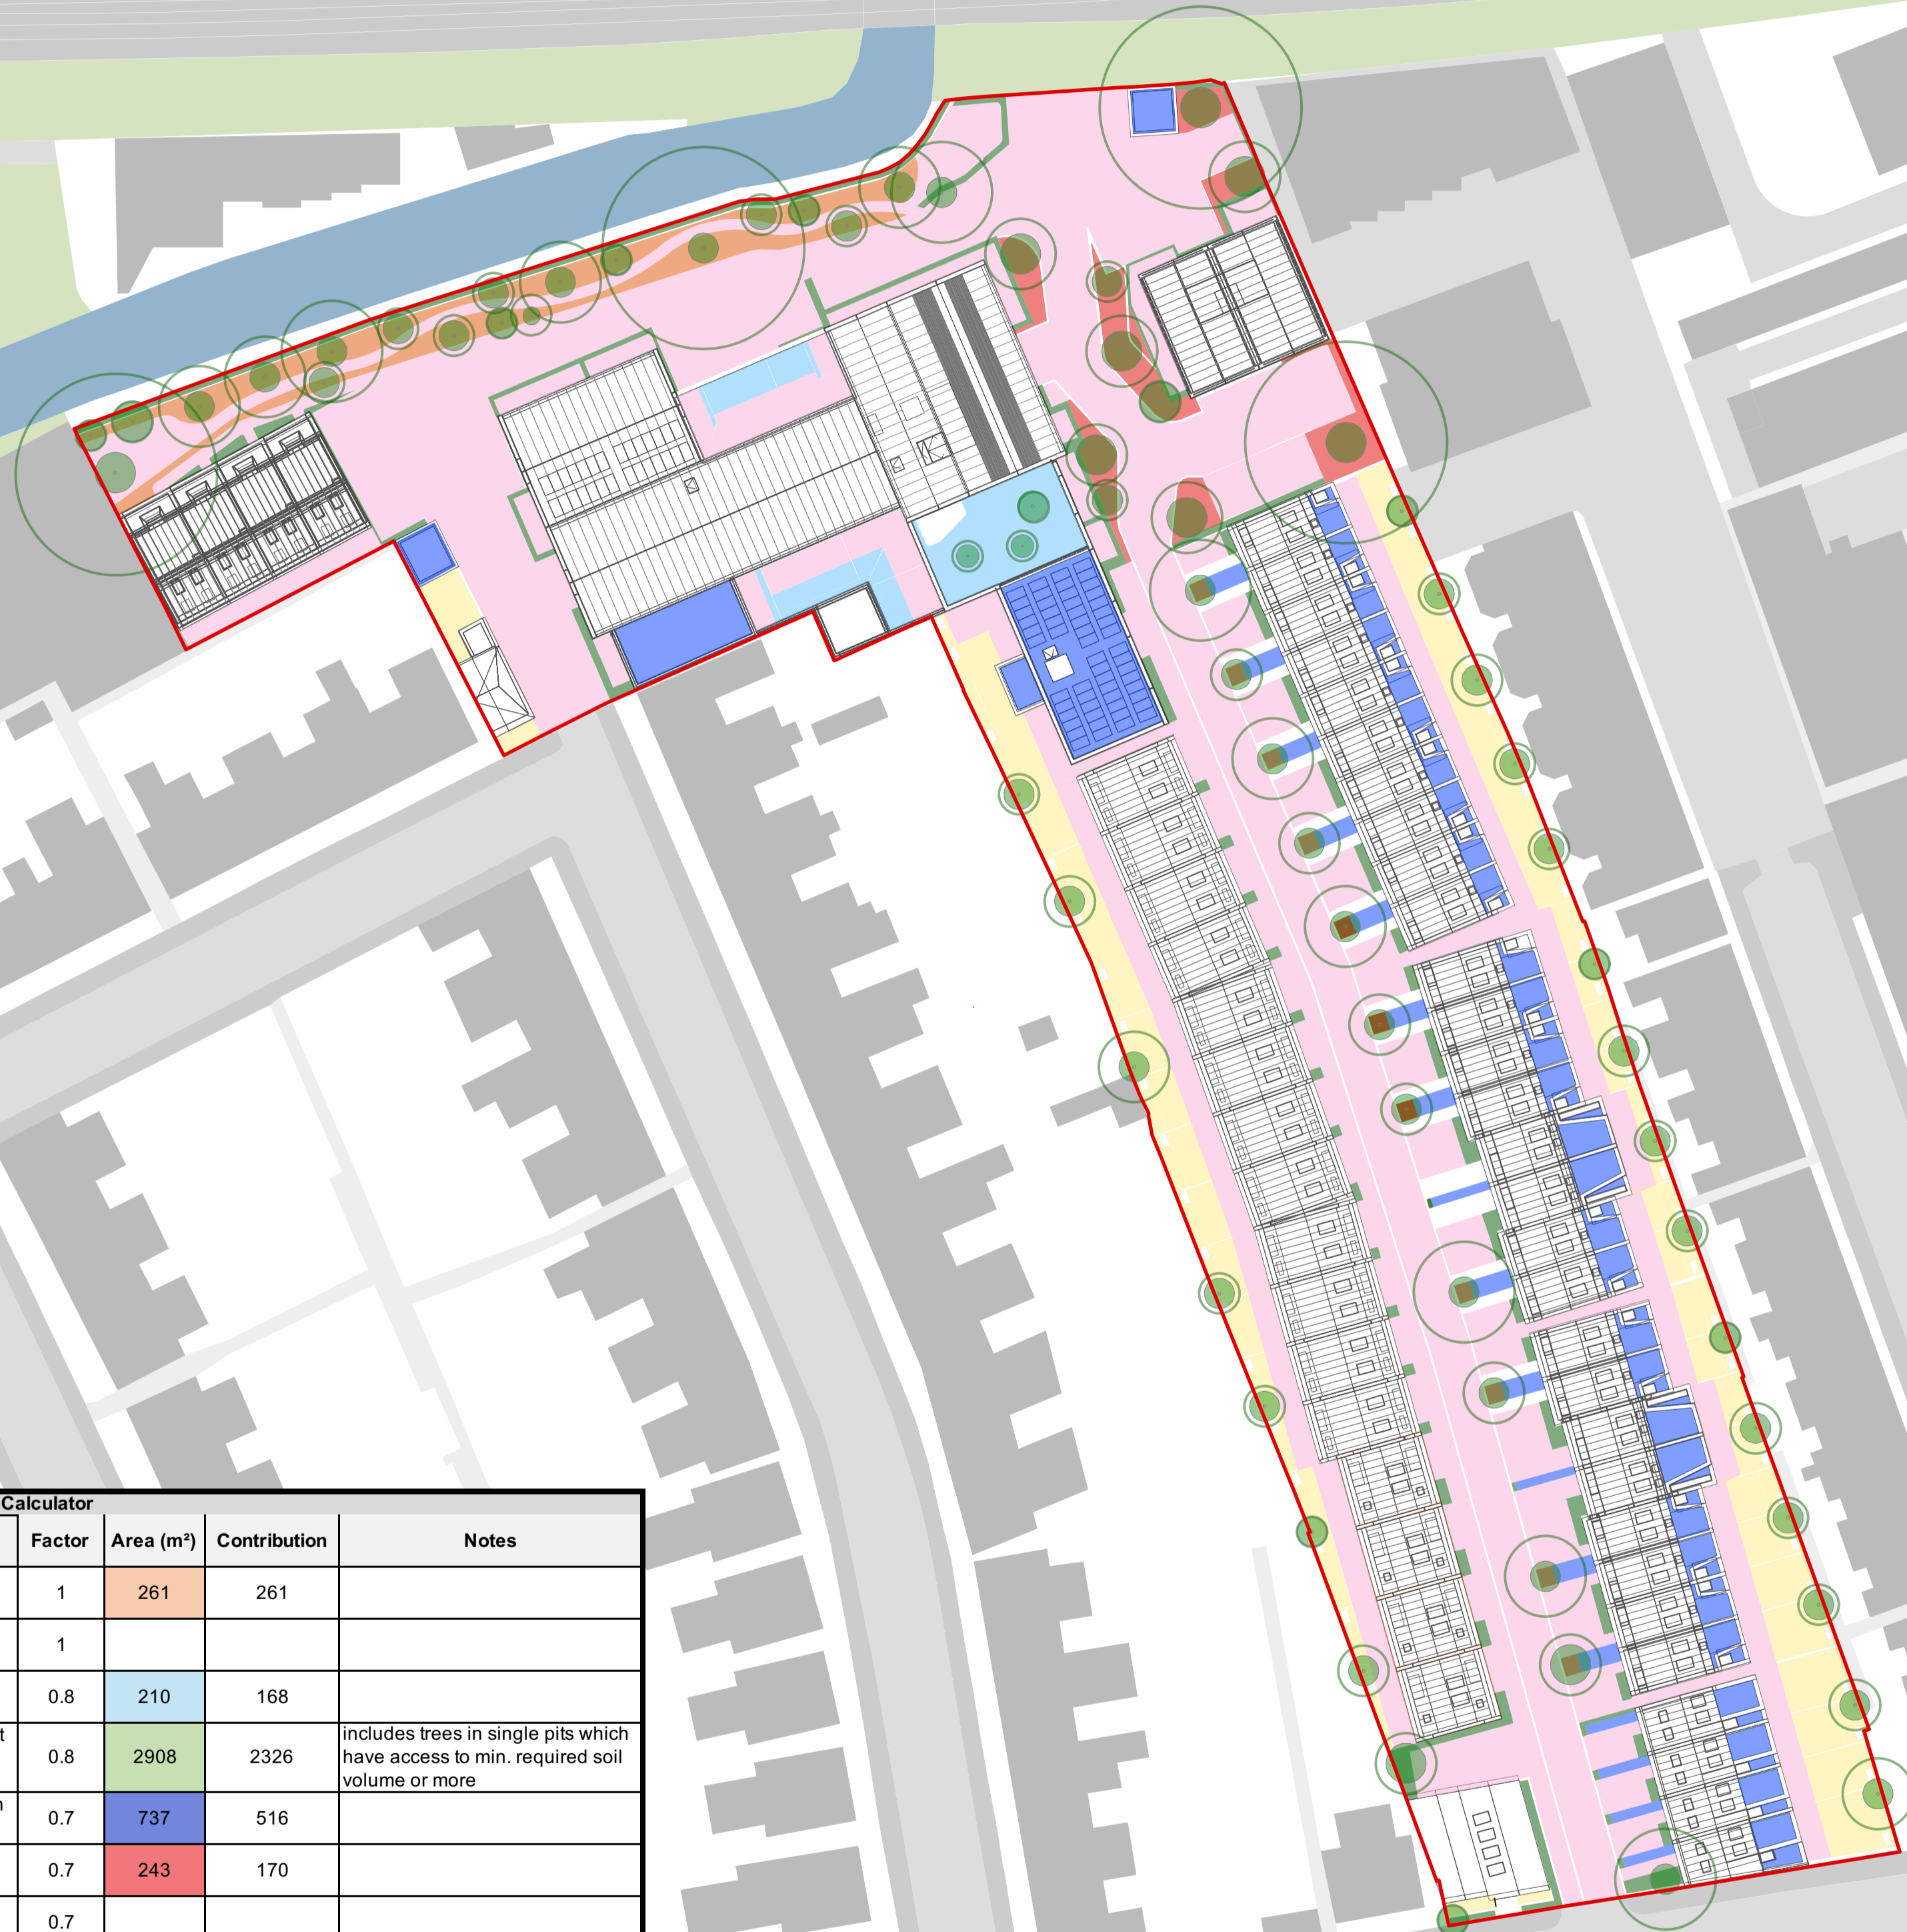 Calculator
Factor Area (m²) Contribution Notes
1 261 261
1
0.8 210 168
t 0.8 2908 2326 includes trees in single pits which
have access to min. required soil
volume or more
0.7 737 516
0.7 243 170
0.7